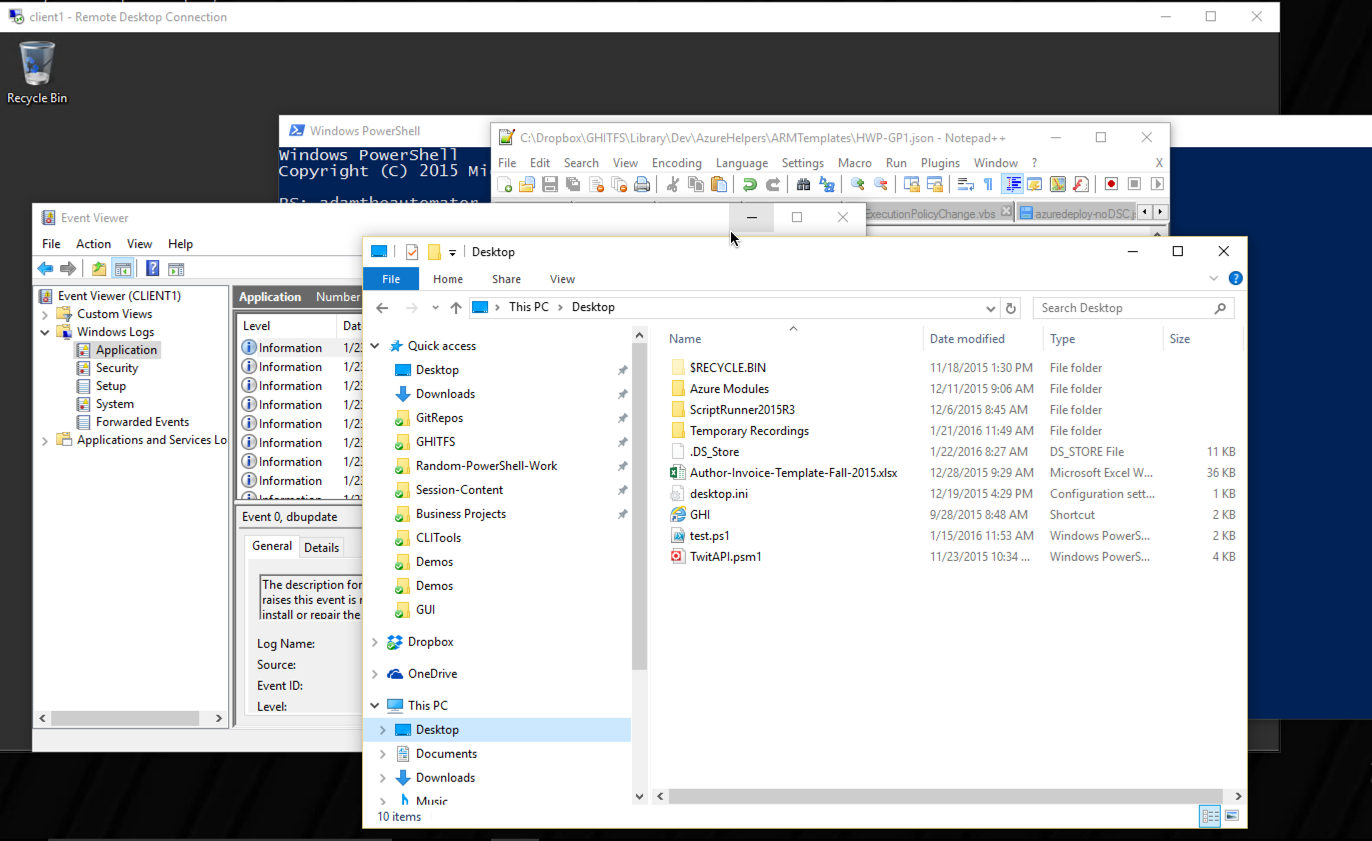 client1 - Remote Desktop Connection
Recycle Bin
Windows PowerShell
Windows PowerShell
Copyright (C) 2015 Mi
C:\Dropbox\GHITFS\Library\Dev\AzureHelpers\ARMTemplates\HWP-GP1.json - Notepad++
File Edit Search View Encoding Language Settings Macro Run Plugins Window ? X
ExecutionPolicyChange.vbs azuredeploy-noDSC.j
Event Viewer
File Action View Help
Event Viewer (CLIENT1)
Custom Views
Windows Logs
Application
Security
Setup
System
Forwarded Events
Applications and Services Lo
Application Number
Level Dat
Information 1/2
Information 1/2
Information 1/2
Information 1/2
Information 1/2
Information 1/2
Information 1/2
Information 1/2
Event 0, dbupdate
General Details
The description for
raises this event is
install or repair the
Log Name:
Source:
Event ID:
Level:
Desktop
File Home Share View
This PC Desktop
Search Desktop
Quick access
Desktop
Downloads
GitRepos
GHITFS
Random-PowerShell-Work
Session-Content
Business Projects
CLITools
Demos
Demos
GUI
Dropbox
OneDrive
This PC
Desktop
Documents
Downloads
Music
Name Date modified Type Size
$RECYCLE.BIN 11/18/2015 1:30 PM File folder
Azure Modules 12/11/2015 9:06 AM File folder
ScriptRunner2015R3 12/6/2015 8:45 AM File folder
Temporary Recordings 1/21/2016 11:49 AM File folder
.DS_Store 1/22/2016 8:27 AM DS_STORE File 11 KB
Author-Invoice-Template-Fall-2015.xlsx 12/28/2015 9:29 AM Microsoft Excel W... 36 KB
desktop.ini 12/19/2015 4:29 PM Configuration sett... 1 KB
GHI 9/28/2015 8:48 AM Shortcut 2 KB
test.ps1 1/15/2016 11:53 AM Windows PowerS... 2 KB
TwitAPI.psm1 11/23/2015 10:34 ... Windows PowerS... 4 KB
10 items